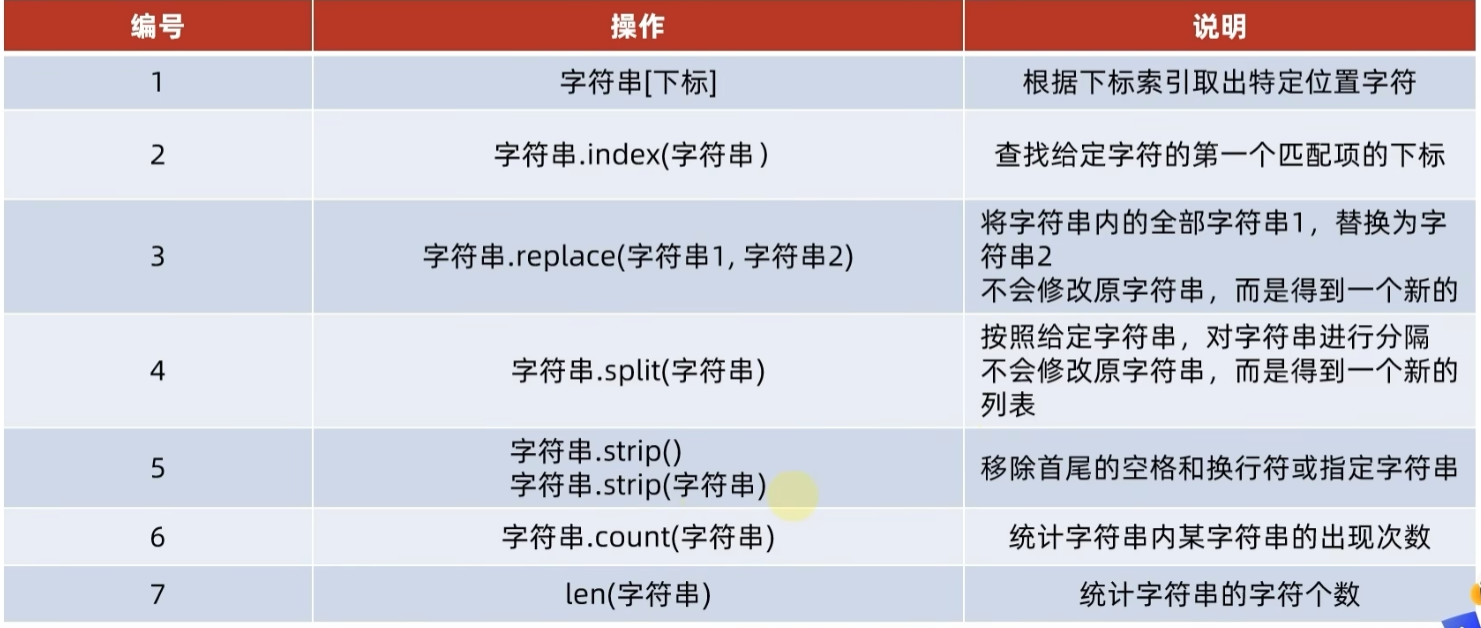 编号 操作 说明
1 字符串[下标] 根据下标索引取出特定位置字符
2 字符串.index(字符串) 查找给定字符的第一个匹配项的下标
3 字符串.replace(字符串1, 字符串2) 将字符串内的全部字符串1，替换为字
符串2
不会修改原字符串，而是得到一个新的
4 字符串.split(字符串) 按照给定字符串，对字符串进行分隔
不会修改原字符串，而是得到一个新的
列表
5 字符串.strip()
字符串.strip(字符串) 移除首尾的空格和换行符或指定字符串
6 字符串.count(字符串) 统计字符串内某字符串的出现次数
7 len(字符串) 统计字符串的字符个数